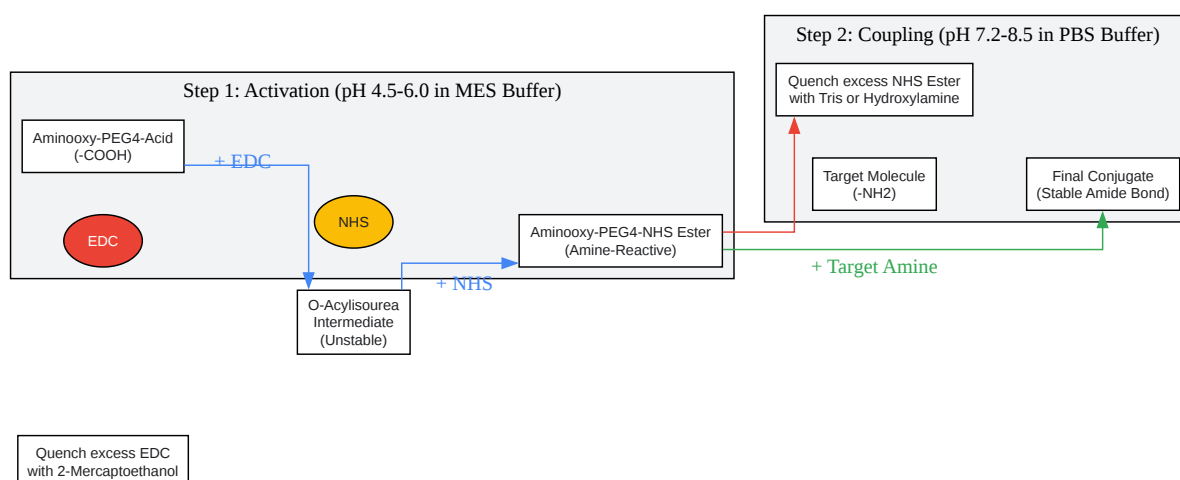 Step 1: Activation (pH 4.5-6.0 in MES Buffer)
Aminooxy-PEG4-Acid
(-COOH)
+ EDC
EDC
NHS
O-Acylisourea
Intermediate
(Unstable)
+ NHS
Aminooxy-PEG4-NHS Ester
(Amine-Reactive)
Step 2: Coupling (pH 7.2-8.5 in PBS Buffer)
Quench excess NHS Ester
with Tris or Hydroxylamine
Target Molecule
(-NH2)
Final Conjugate
(Stable Amide Bond)
+ Target Amine
Quench excess EDC
with 2-Mercaptoethanol